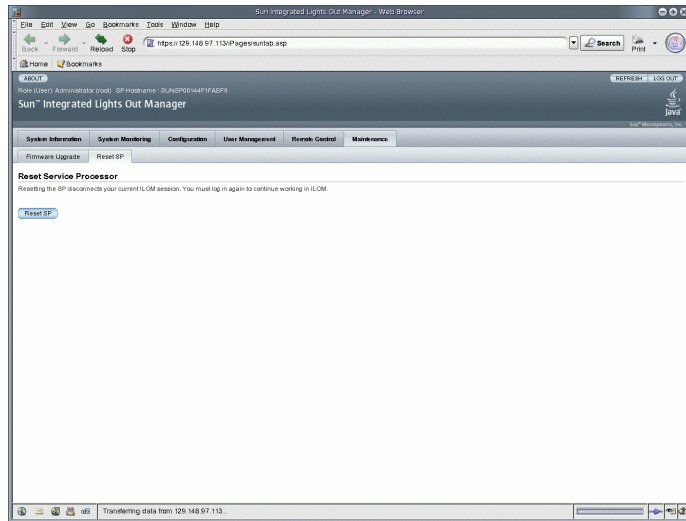 Sun Integrated Lights Out Manager - Web Browser
File Edit View Go Bookmarks Tools Window Help
Back Forward Reload Stop https://129.148.97.113/iPages/suntab.asp Search Print
Home Bookmarks
ABOUT REFRESH LOG OUT
Role (User): Administrator (root) SP Hostname : SUNSP00144F1FABF9
Sun™ Integrated Lights Out Manager
Java
Sun™ Microsystems, Inc.
System Information System Monitoring Configuration User Management Remote Control Maintenance
Firmware Upgrade Reset SP
Reset Service Processor
Resetting the SP disconnects your current ILOM session. You must log in again to continue working in ILOM.
Reset SP
Transferring data from 129.148.97.113...